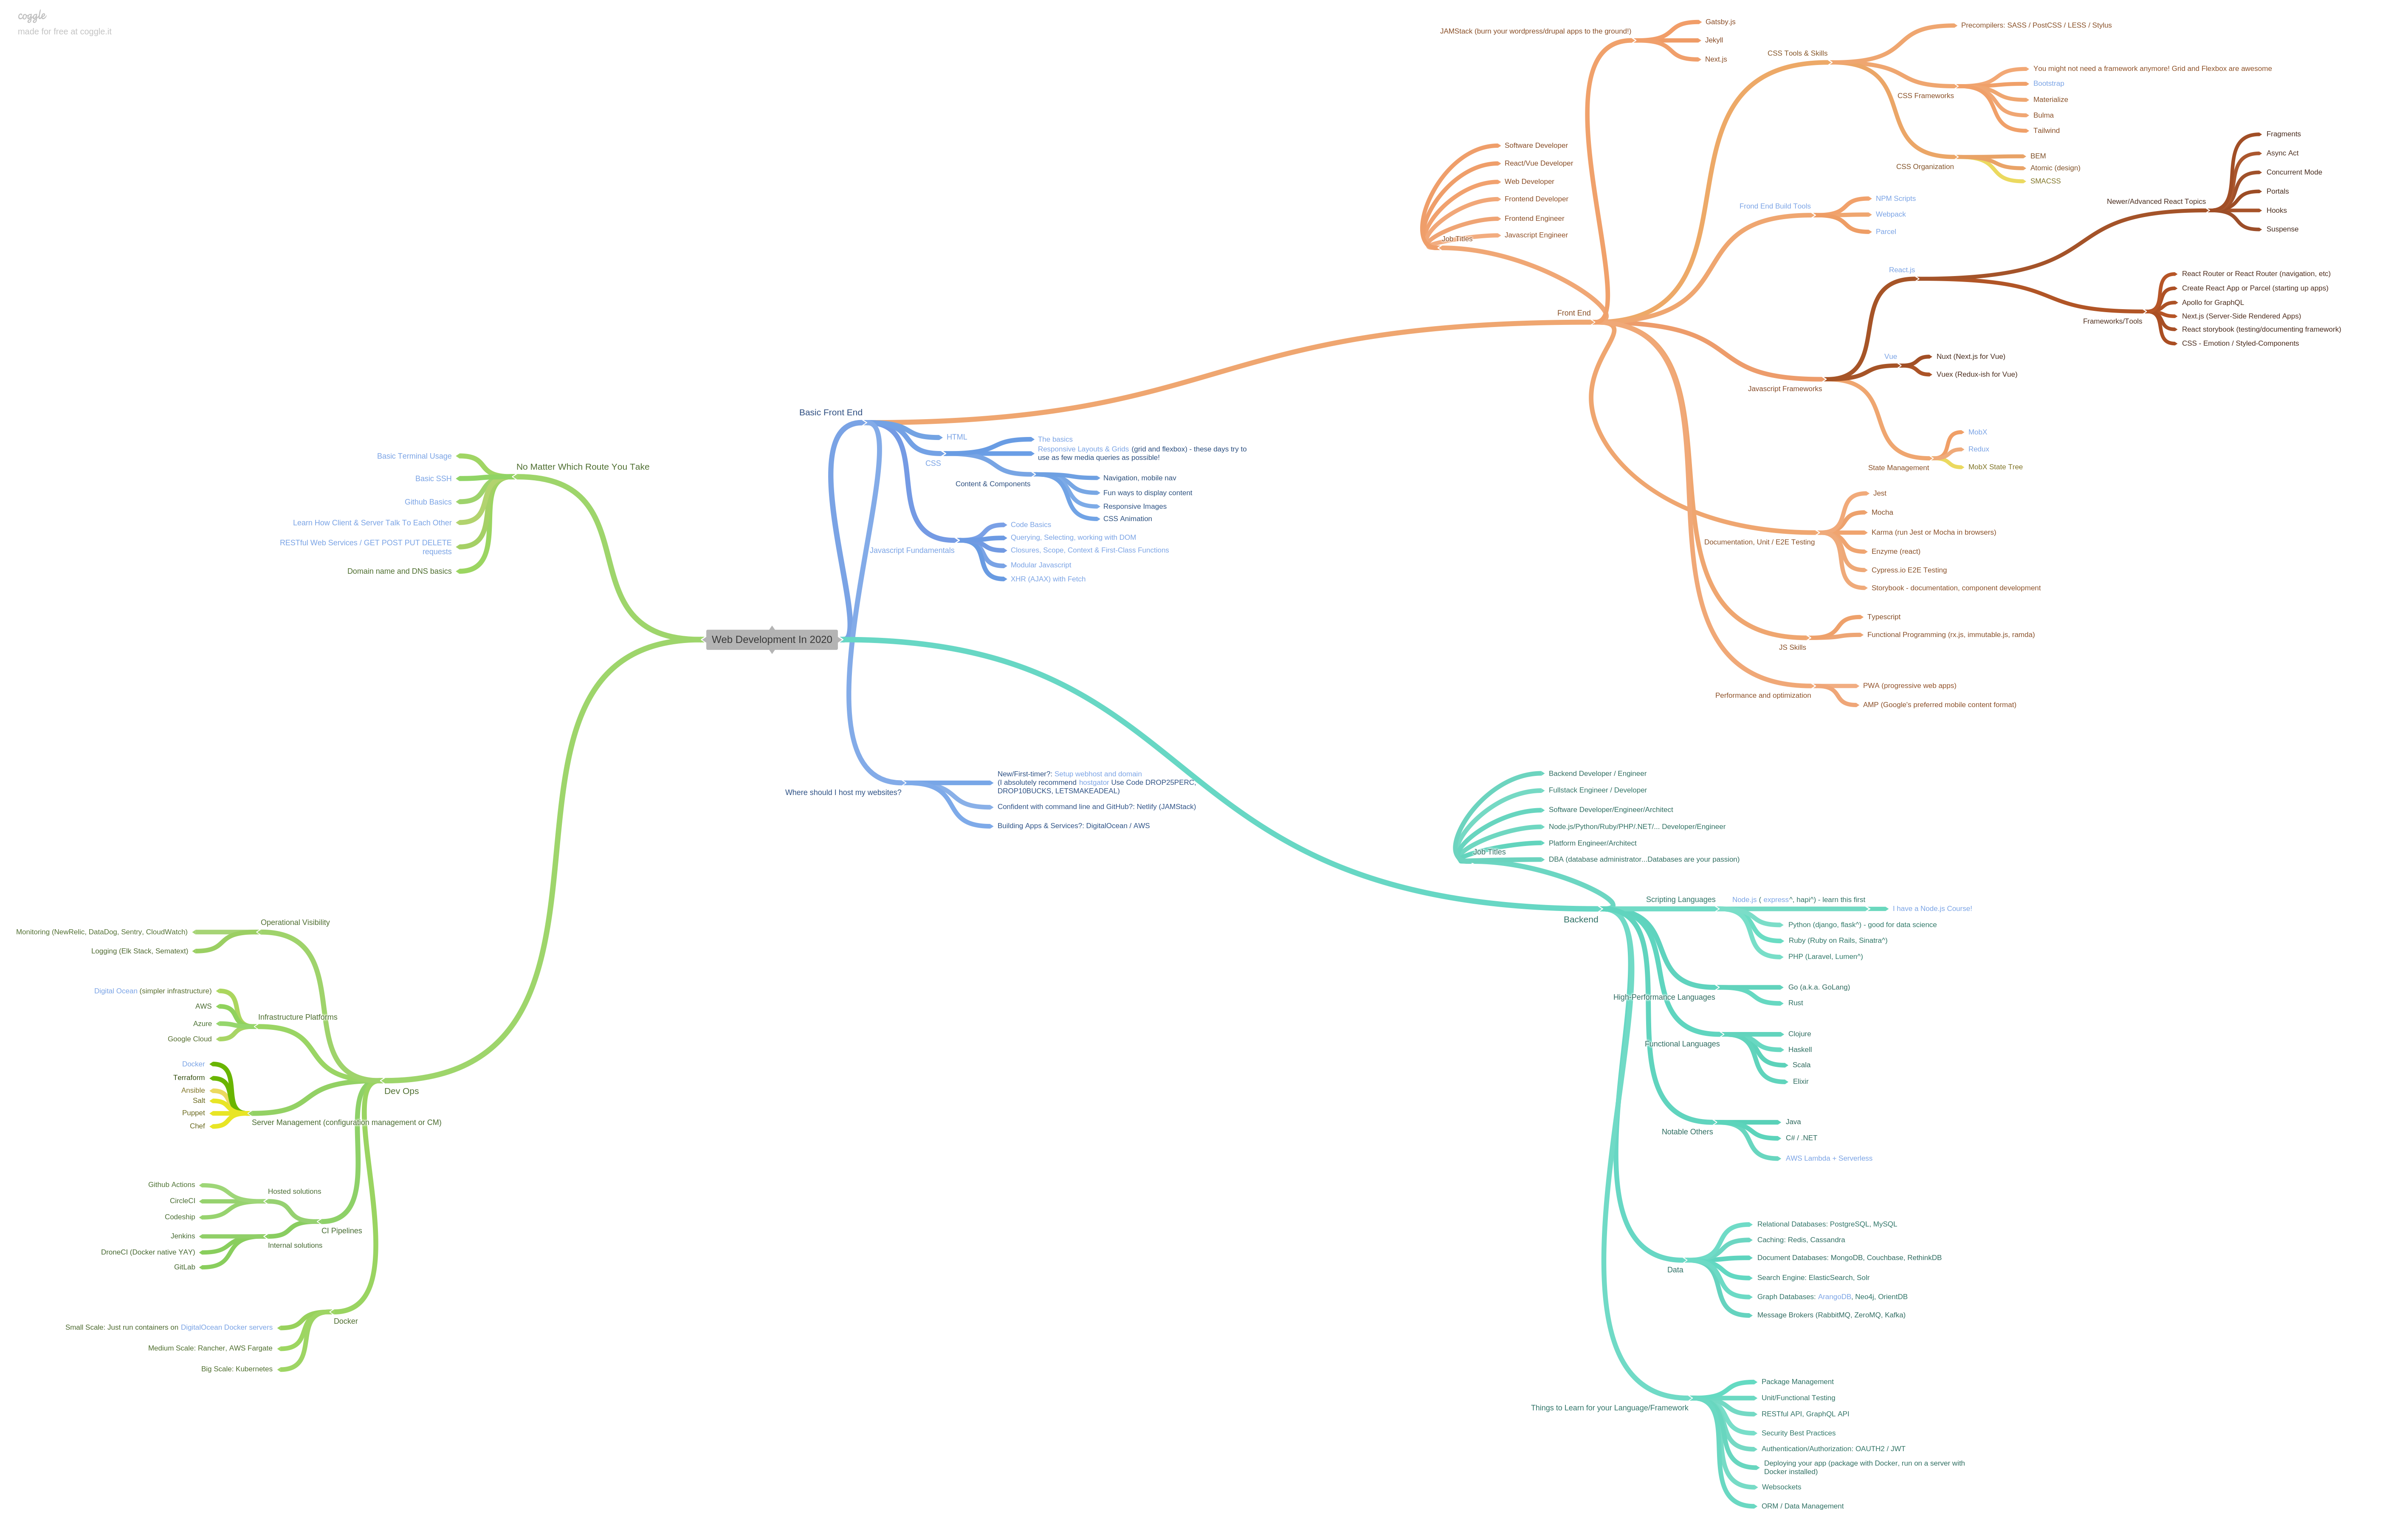 coggle
made for free at coggle.it
Web Development In 2020
No Matter Which Route You Take
Basic Terminal Usage
Basic SSH
Github Basics
Learn How Client & Server Talk To Each Other
RESTful Web Services / GET POST PUT DELETE
requests
Domain name and DNS basics
Dev Ops
Operational Visibility
Monitoring (NewRelic, DataDog, Sentry, CloudWatch)
Logging (Elk Stack, Sematext)
Infrastructure Platforms
Digital Ocean (simpler infrastructure)
AWS
Azure
Google Cloud
Server Management (configuration management or CM)
Docker
Terraform
Ansible
Salt
Puppet
Chef
CI Pipelines
Hosted solutions
Github Actions
CircleCI
Codeship
Internal solutions
Jenkins
DroneCI (Docker native YAY)
GitLab
Docker
Small Scale: Just run containers on DigitalOcean Docker servers
Medium Scale: Rancher, AWS Fargate
Big Scale: Kubernetes
Basic Front End
HTML
CSS
The basics
Responsive Layouts & Grids (grid and flexbox) - these days try to
use as few media queries as possible!
Content & Components
Navigation, mobile nav
Fun ways to display content
Responsive Images
CSS Animation
Javascript Fundamentals
Code Basics
Querying, Selecting, working with DOM
Closures, Scope, Context & First-Class Functions
Modular Javascript
XHR (AJAX) with Fetch
Where should I host my websites?
New/First-timer?: Setup webhost and domain
(I absolutely recommend hostgator Use Code DROP25PERC,
DROP10BUCKS, LETSMAKEADEAL)
Confident with command line and GitHub?: Netlify (JAMStack)
Building Apps & Services?: DigitalOcean / AWS
Front End
Job Titles
Software Developer
React/Vue Developer
Web Developer
Frontend Developer
Frontend Engineer
Javascript Engineer
JAMStack (burn your wordpress/drupal apps to the ground!)
Gatsby.js
Jekyll
Next.js
CSS Tools & Skills
Precompilers: SASS / PostCSS / LESS / Stylus
CSS Frameworks
You might not need a framework anymore! Grid and Flexbox are awesome
Bootstrap
Materialize
Bulma
Tailwind
CSS Organization
BEM
Atomic (design)
SMACSS
Frond End Build Tools
NPM Scripts
Webpack
Parcel
Javascript Frameworks
React.js
Newer/Advanced React Topics
Fragments
Async Act
Concurrent Mode
Portals
Hooks
Suspense
Frameworks/Tools
React Router or React Router (navigation, etc)
Create React App or Parcel (starting up apps)
Apollo for GraphQL
Next.js (Server-Side Rendered Apps)
React storybook (testing/documenting framework)
CSS - Emotion / Styled-Components
Vue
Nuxt (Next.js for Vue)
Vuex (Redux-ish for Vue)
State Management
MobX
Redux
MobX State Tree
Documentation, Unit / E2E Testing
Jest
Mocha
Karma (run Jest or Mocha in browsers)
Enzyme (react)
Cypress.io E2E Testing
Storybook - documentation, component development
JS Skills
Typescript
Functional Programming (rx.js, immutable.js, ramda)
Performance and optimization
PWA (progressive web apps)
AMP (Google's preferred mobile content format)
Backend
Job Titles
Backend Developer / Engineer
Fullstack Engineer / Developer
Software Developer/Engineer/Architect
Node.js/Python/Ruby/PHP/.NET/... Developer/Engineer
Platform Engineer/Architect
DBA (database administrator...Databases are your passion)
Scripting Languages
Node.js ( express^, hapi^) - learn this first
I have a Node.js Course!
Python (django, flask^) - good for data science
Ruby (Ruby on Rails, Sinatra^)
PHP (Laravel, Lumen^)
High-Performance Languages
Go (a.k.a. GoLang)
Rust
Functional Languages
Clojure
Haskell
Scala
Elixir
Notable Others
Java
C# / .NET
AWS Lambda + Serverless
Data
Relational Databases: PostgreSQL, MySQL
Caching: Redis, Cassandra
Document Databases: MongoDB, Couchbase, RethinkDB
Search Engine: ElasticSearch, Solr
Graph Databases: ArangoDB, Neo4j, OrientDB
Message Brokers (RabbitMQ, ZeroMQ, Kafka)
Things to Learn for your Language/Framework
Package Management
Unit/Functional Testing
RESTful API, GraphQL API
Security Best Practices
Authentication/Authorization: OAUTH2 / JWT
Deploying your app (package with Docker, run on a server with
Docker installed)
Websockets
ORM / Data Management